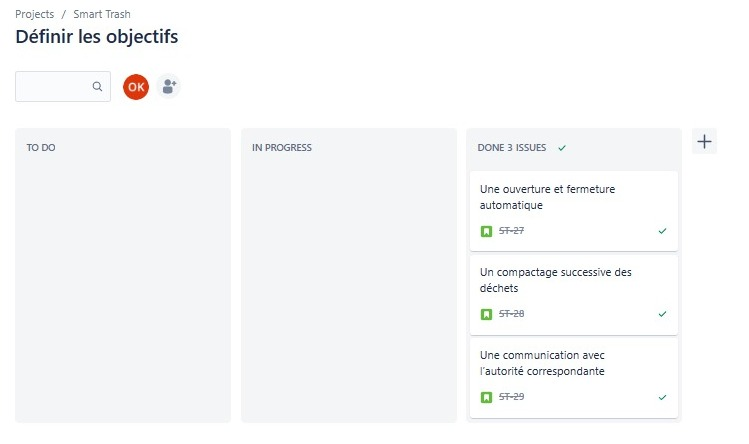 Projects / Smart Trash
Définir les objectifs
OK
TO DO
IN PROGRESS
DONE 3 ISSUES
Une ouverture et fermeture
automatique
ST-27
Un compactage successive des
déchets
ST-28
Une communication avec
l'autorité correspondante
ST-29